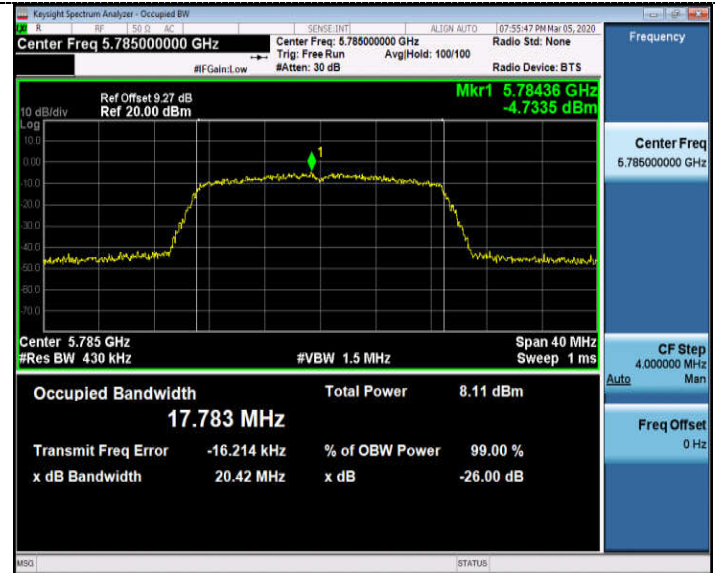 Keysight Spectrum Analyzer - Occupied BW
R RF 50 Ω AC SENSE:INT ALIGN AUTO 07:55:47 PM Mar 05, 2020
Center Freq 5.785000000 GHz
Center Freq: 5.785000000 GHz
Radio Std: None
Trig: Free Run Avg|Hold: 100/100
#IFGain:Low #Atten: 30 dB Radio Device: BTS
Frequency
Mkr1 5.78436 GHz
-4.7335 dBm
Ref Offset 9.27 dB
10 dB/div Ref 20.00 dBm
Log
10.0
0.00
-10.0
-20.0
-30.0
-40.0
-50.0
-60.0
-70.0
1
Center Freq
5.785000000 GHz
Center 5.785 GHz Span 40 MHz
#Res BW 430 kHz #VBW 1.5 MHz Sweep 1 ms
CF Step
4.000000 MHz
Auto Man
Occupied Bandwidth Total Power 8.11 dBm
17.783 MHz
Transmit Freq Error -16.214 kHz % of OBW Power 99.00 %
x dB Bandwidth 20.42 MHz x dB -26.00 dB
Freq Offset
0 Hz
MSG STATUS